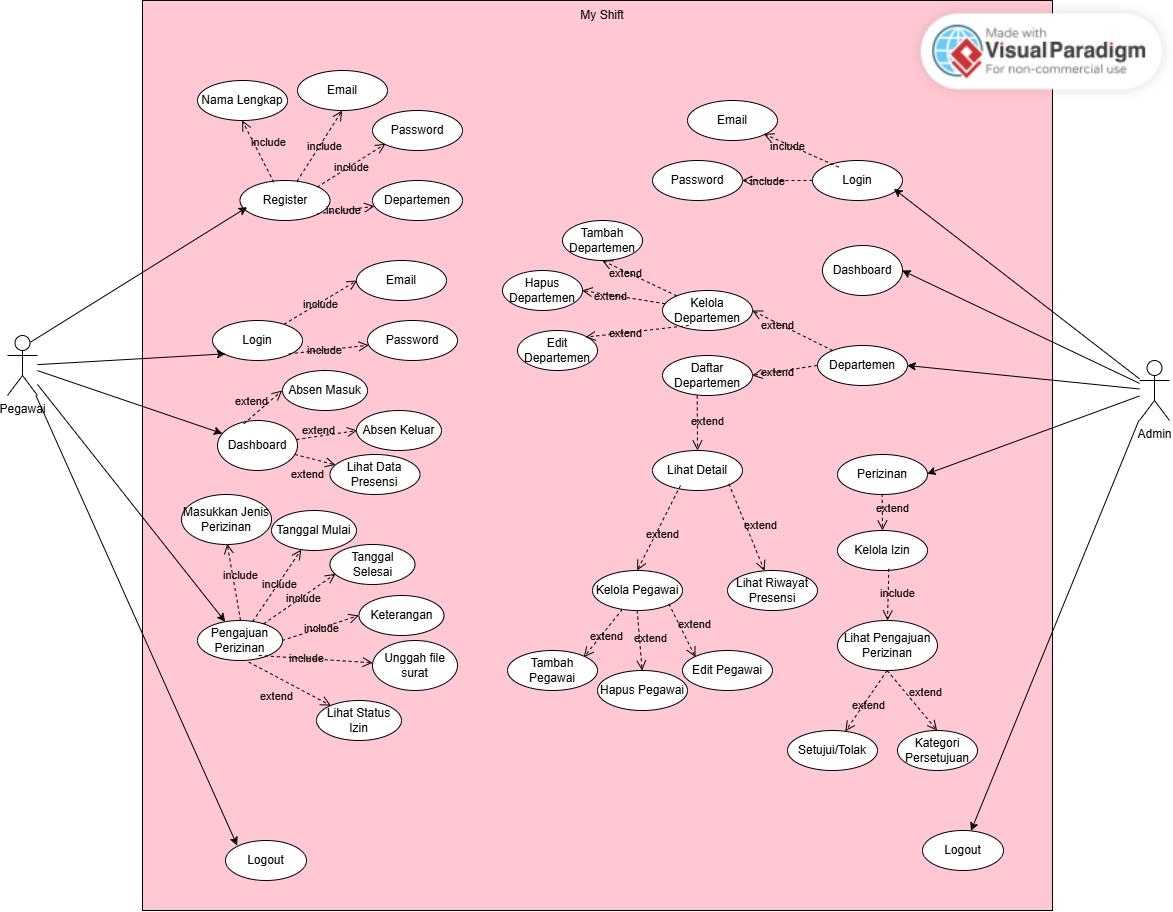 My Shift
Made with
VisualParadigm
For non-commercial use
Nama Lengkap
Email
Password
include
include
include
Register
include
Departemen
Email
include
Login
include
Password
Absen Masuk
extend
Dashboard
extend
Absen Keluar
extend
Lihat Data
Presensi
Masukkan Jenis
Perizinan
Tanggal Mulai
Tanggal
Selesai
include
include
include
Keterangan
Pengajuan
Perizinan
include
include
Unggah file
surat
extend
Lihat Status
Izin
Logout
Pegawai
Email
include
Password
include
Login
Tambah
Departemen
extend
Hapus
Departemen
extend
Kelola
Departemen
Edit
Departemen
extend
extend
Dashboard
Daftar
Departemen
extend
Departemen
extend
Lihat Detail
extend
extend
Kelola Pegawai
Lihat Riwayat
Presensi
extend
extend
extend
Tambah
Pegawai
Hapus Pegawai
Edit Pegawai
Perizinan
extend
Kelola Izin
include
Lihat Pengajuan
Perizinan
extend
extend
Setujui/Tolak
Kategori
Persetujuan
Logout
Admin